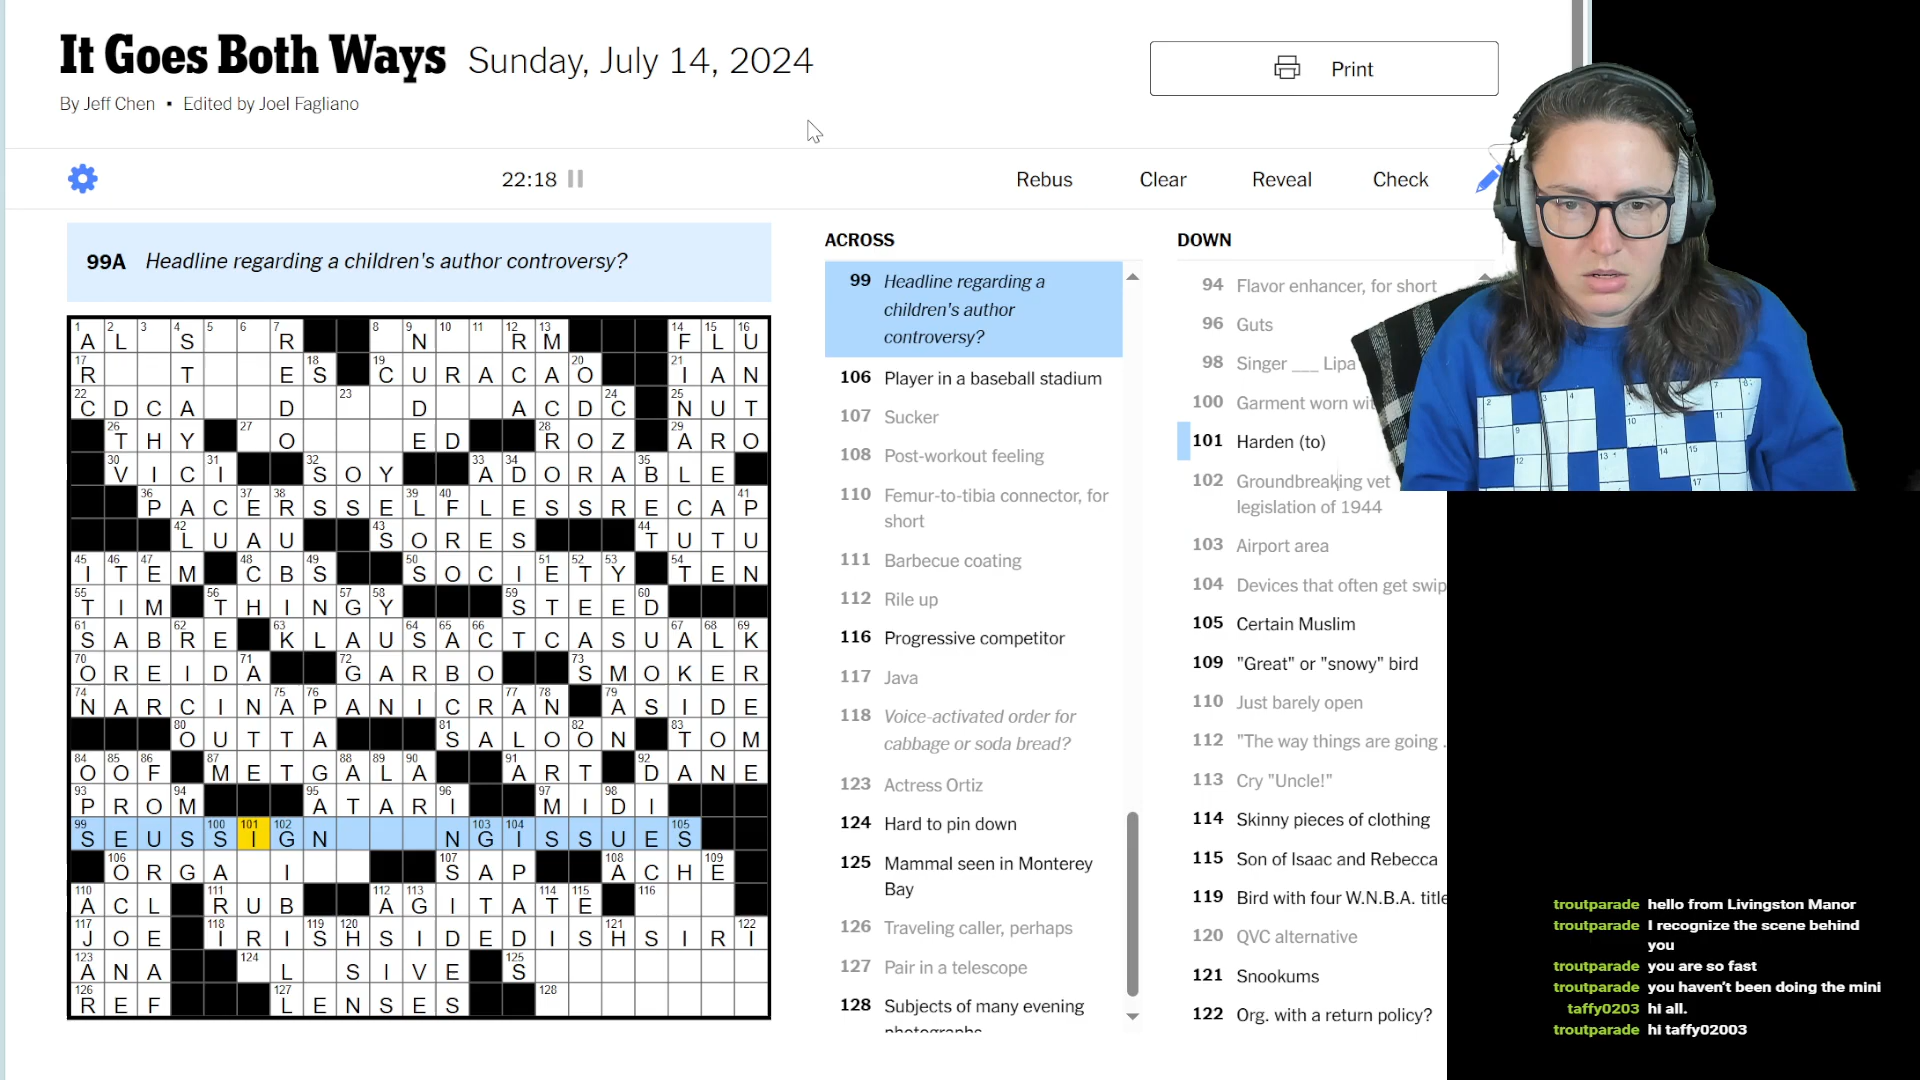 It Goes Both Ways Sunday, July 14, 2024
By Jeff Chen • Edited by Joel Fagliano
Print
22:18
Rebus Clear Reveal Check
99A Headline regarding a children's author controversy?
ACROSS
99 Headline regarding a
children's author
controversy?
106 Player in a baseball stadium
107 Sucker
108 Post-workout feeling
110 Femur-to-tibia connector, for
short
111 Barbecue coating
112 Rile up
116 Progressive competitor
117 Java
118 Voice-activated order for
cabbage or soda bread?
123 Actress Ortiz
124 Hard to pin down
125 Mammal seen in Monterey
Bay
126 Traveling caller, perhaps
127 Pair in a telescope
128 Subjects of many evening
photographs
DOWN
94 Flavor enhancer, for short
96 Guts
98 Singer ___ Lipa
100 Garment worn wit
101 Harden (to)
102 Groundbreaking vet
legislation of 1944
103 Airport area
104 Devices that often get swip
105 Certain Muslim
109 "Great" or "snowy" bird
110 Just barely open
112 "The way things are going .
113 Cry "Uncle!"
114 Skinny pieces of clothing
115 Son of Isaac and Rebecca
119 Bird with four W.N.B.A. title
120 QVC alternative
121 Snookums
122 Org. with a return policy?
A L S R N R M F L U
R T E S C U R A C A O I A N
C D C A D D A C D C N U T
T H Y O E D R O Z A R O
V I C I S O Y A D O R A B L E
P A C E R S S E L F L E S S R E C A P
L U A U S O R E S T U T U
I T E M C B S S O C I E T Y T E N
T I M T H I N G Y S T E E D
S A B R E K L A U S A C T C A S U A L K
O R E I D A G A R B O S M O K E R
N A R C I N A P A N I C R A N A S I D E
O U T T A S A L O O N T O M
O O F M E T G A L A A R T D A N E
P R O M A T A R I M I D I
S E U S S I G N N G I S S U E S
O R G A I S A P A C H E
A C L R U B A G I T A T E
J O E I R I S H S I D E D I S H S I R I
A N A L S I V E S
R E F L E N S E S
troutparade hello from Livingston Manor
troutparade I recognize the scene behind
you
troutparade you are so fast
troutparade you haven't been doing the mini
taffy0203 hi all.
troutparade hi taffy02003